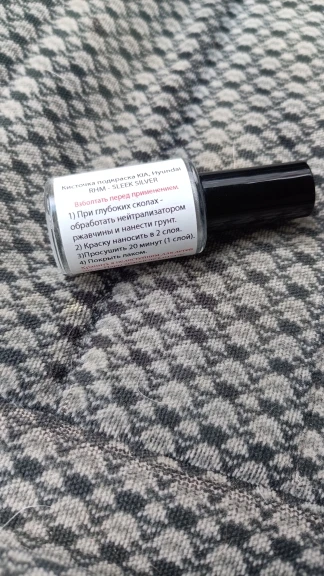 Кисточка подкраска KIA, Hyundai
RHM - SLEEK SILVER
Взболтать перед применением
1) При глубоких сколах -
обработать нейтрализатором
ржавчины и нанести грунт.
2) Краску наносить в 2 слоя.
3)Просушить 20 минут (1 слой).
4) Покрыть лаком.